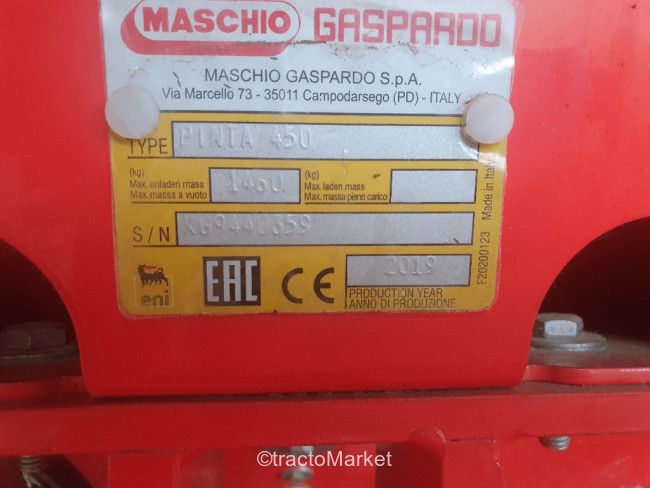 MASCHIO GASPARDO
MASCHIO GASPARDO S.p.A.
Via Marcello 73 - 35011 Campodarsego (PD) - ITALY
TYPE PINTA 450
(kg) Max. unladen mass Max. massa a vuoto 1460
(kg) Max. laden mass Max. massa pieno carico
S/N
eni
EAC CE
2019
PRODUCTION YEAR
ANNO DI PRODUZIONE
F20200123 Made in Italy
©tractoMarket